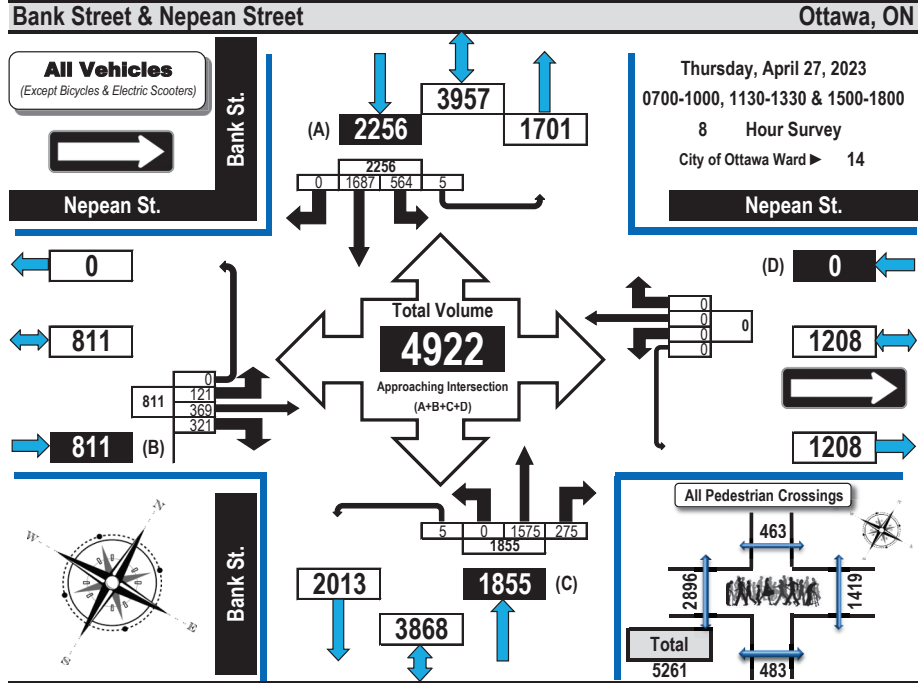 Bank Street & Nepean Street Ottawa, ON
All Vehicles
(Except Bicycles & Electric Scooters)
Bank St.
Nepean St.
3957
(A) 2256
1701
2256
0 1687 564 5
Thursday, April 27, 2023
0700-1000, 1130-1330 & 1500-1800
8 Hour Survey
City of Ottawa Ward 14
Nepean St.
0
811
811
0
121
369
321
811 (B)
Total Volume
4922
Approaching Intersection
(A+B+C+D)
(D) 0
0
0
0
0
0
1208
1208
N
W
E
S
Bank St.
5 0 1575 275
1855
2013
1855 (C)
3868
All Pedestrian Crossings
463
2896
1419
Total
5261
483